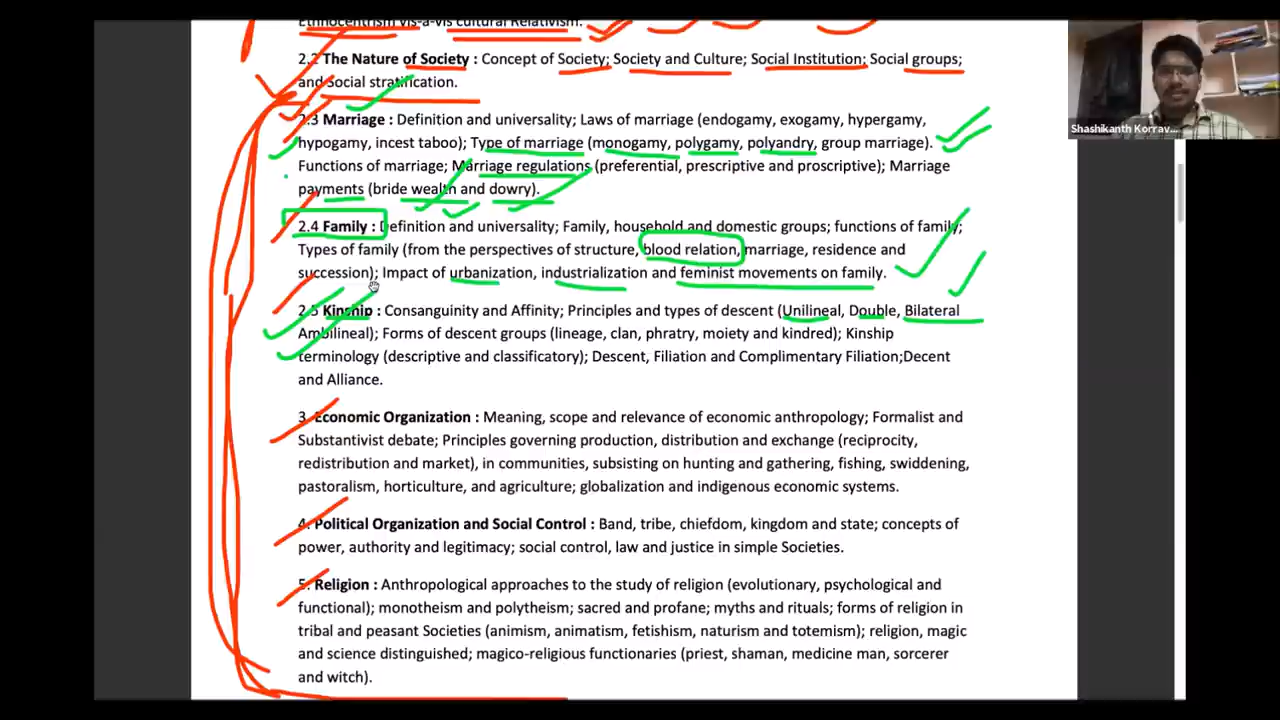 Ethnocentrism vis-à-vis cultural Relativism.
2.2 The Nature of Society : Concept of Society; Society and Culture; Social Institution; Social groups;
and Social stratification.
2.3 Marriage : Definition and universality; Laws of marriage (endogamy, exogamy, hypergamy,
hypogamy, incest taboo); Type of marriage (monogamy, polygamy, polyandry, group marriage).
Functions of marriage; Marriage regulations (preferential, prescriptive and proscriptive); Marriage
payments (bride wealth and dowry).
2.4 Family : Definition and universality; Family, household and domestic groups; functions of family;
Types of family (from the perspectives of structure, blood relation, marriage, residence and
succession); Impact of urbanization, industrialization and feminist movements on family.
2.5 Kinship : Consanguinity and Affinity; Principles and types of descent (Unilineal, Double, Bilateral
Ambilineal); Forms of descent groups (lineage, clan, phratry, moiety and kindred); Kinship
terminology (descriptive and classificatory); Descent, Filiation and Complimentary Filiation;Decent
and Alliance.
3. Economic Organization : Meaning, scope and relevance of economic anthropology; Formalist and
Substantivist debate; Principles governing production, distribution and exchange (reciprocity,
redistribution and market), in communities, subsisting on hunting and gathering, fishing, swiddening,
pastoralism, horticulture, and agriculture; globalization and indigenous economic systems.
4. Political Organization and Social Control : Band, tribe, chiefdom, kingdom and state; concepts of
power, authority and legitimacy; social control, law and justice in simple Societies.
5. Religion : Anthropological approaches to the study of religion (evolutionary, psychological and
functional); monotheism and polytheism; sacred and profane; myths and rituals; forms of religion in
tribal and peasant Societies (animism, animatism, fetishism, naturism and totemism); religion, magic
and science distinguished; magico-religious functionaries (priest, shaman, medicine man, sorcerer
and witch).
Shashikanth Korrav...